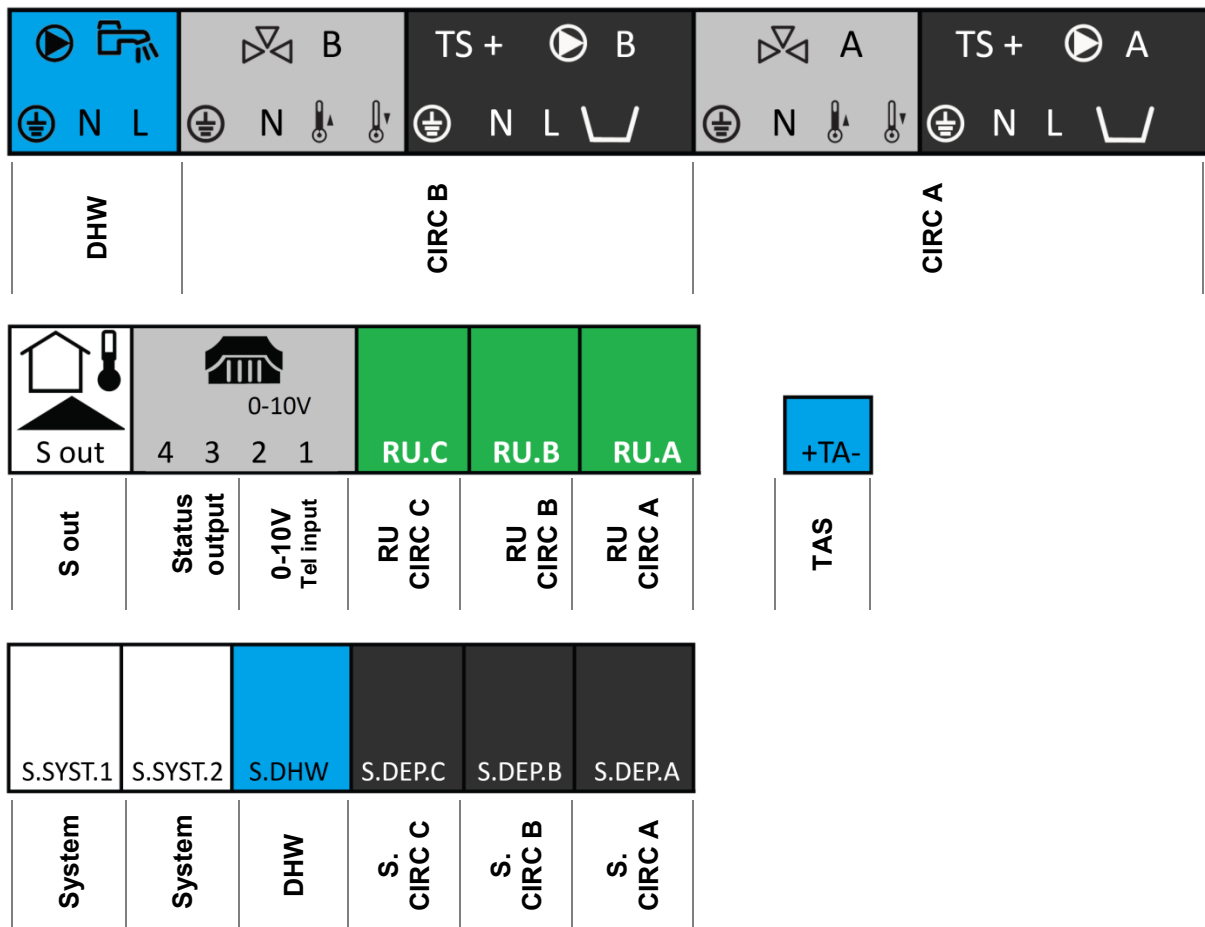 B TS + B A TS + A
N L N N L N N L
DHW CIRC B CIRC A
0-10V
S out 4 3 2 1 RU.C RU.B RU.A +TA-
S out Status output 0-10V Tel input RU CIRC C RU CIRC B RU CIRC A TAS
S.SYST.1 S.SYST.2 S.DHW S.DEP.C S.DEP.B S.DEP.A
System System DHW S. CIRC C S. CIRC B S. CIRC A